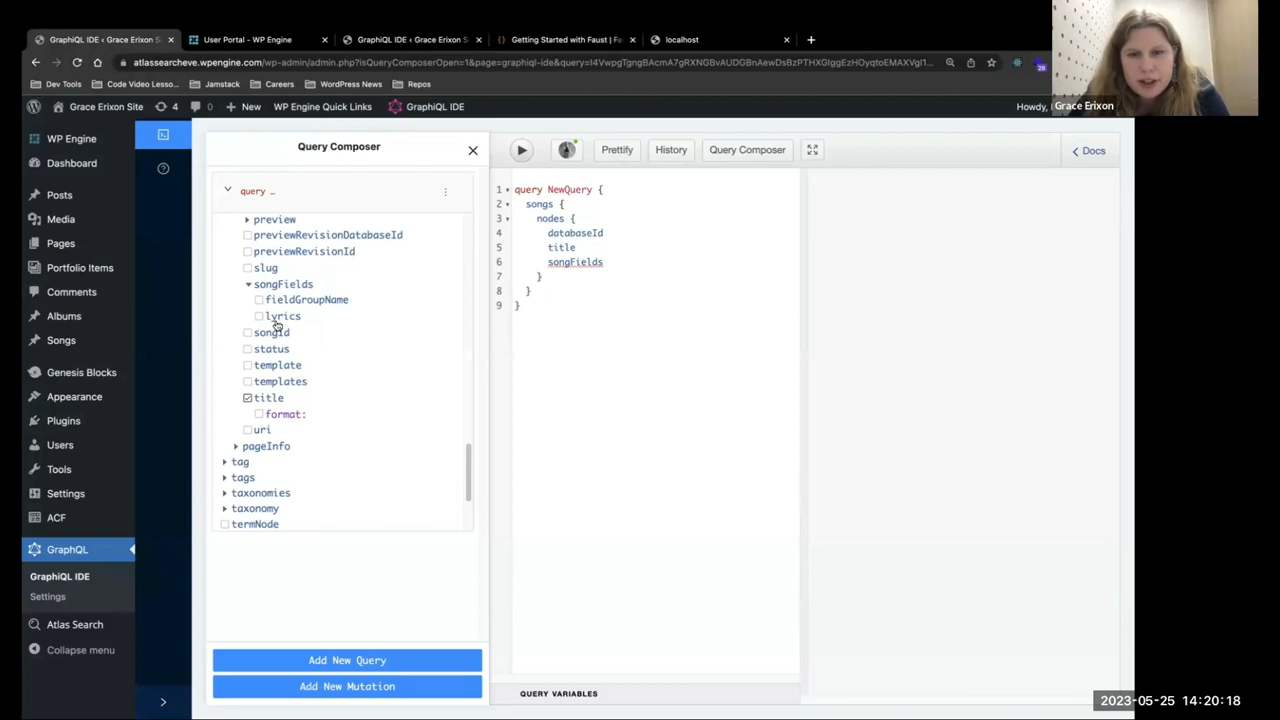 GraphiQL IDE ‹ Grace Erixon S
User Portal - WP Engine
GraphiQL IDE ‹ Grace Erixon S
Getting Started with Faust | Fa
localhost
atlassearcheve.wpengine.com/wp-admin/admin.php?isQueryComposerOpen=1&page=graphiql-ide&query=
Dev Tools
Code Video Lesso...
Jamstack
Careers
WordPress News
Repos
Grace Erixon Site
4
0
New
WP Engine Quick Links
GraphiQL IDE
Howdy,
Grace Erixon
WP Engine
Dashboard
Posts
Media
Pages
Portfolio Items
Comments
Albums
Songs
Genesis Blocks
Appearance
Plugins
Users
Tools
Settings
ACF
GraphQL
GraphiQL IDE
Settings
Atlas Search
Collapse menu
Query Composer
query …
preview
previewRevisionDatabaseId
previewRevisionId
slug
songFields
fieldGroupName
lyrics
songId
status
template
templates
title
format:
uri
pageInfo
tag
tags
taxonomies
taxonomy
termNode
Add New Query
Add New Mutation
Prettify
History
Query Composer
Docs
1 query NewQuery {
2 songs {
3 nodes {
4 databaseId
5 title
6 songFields
7 }
8 }
9 }
QUERY VARIABLES
2023-05-25 14:20:18